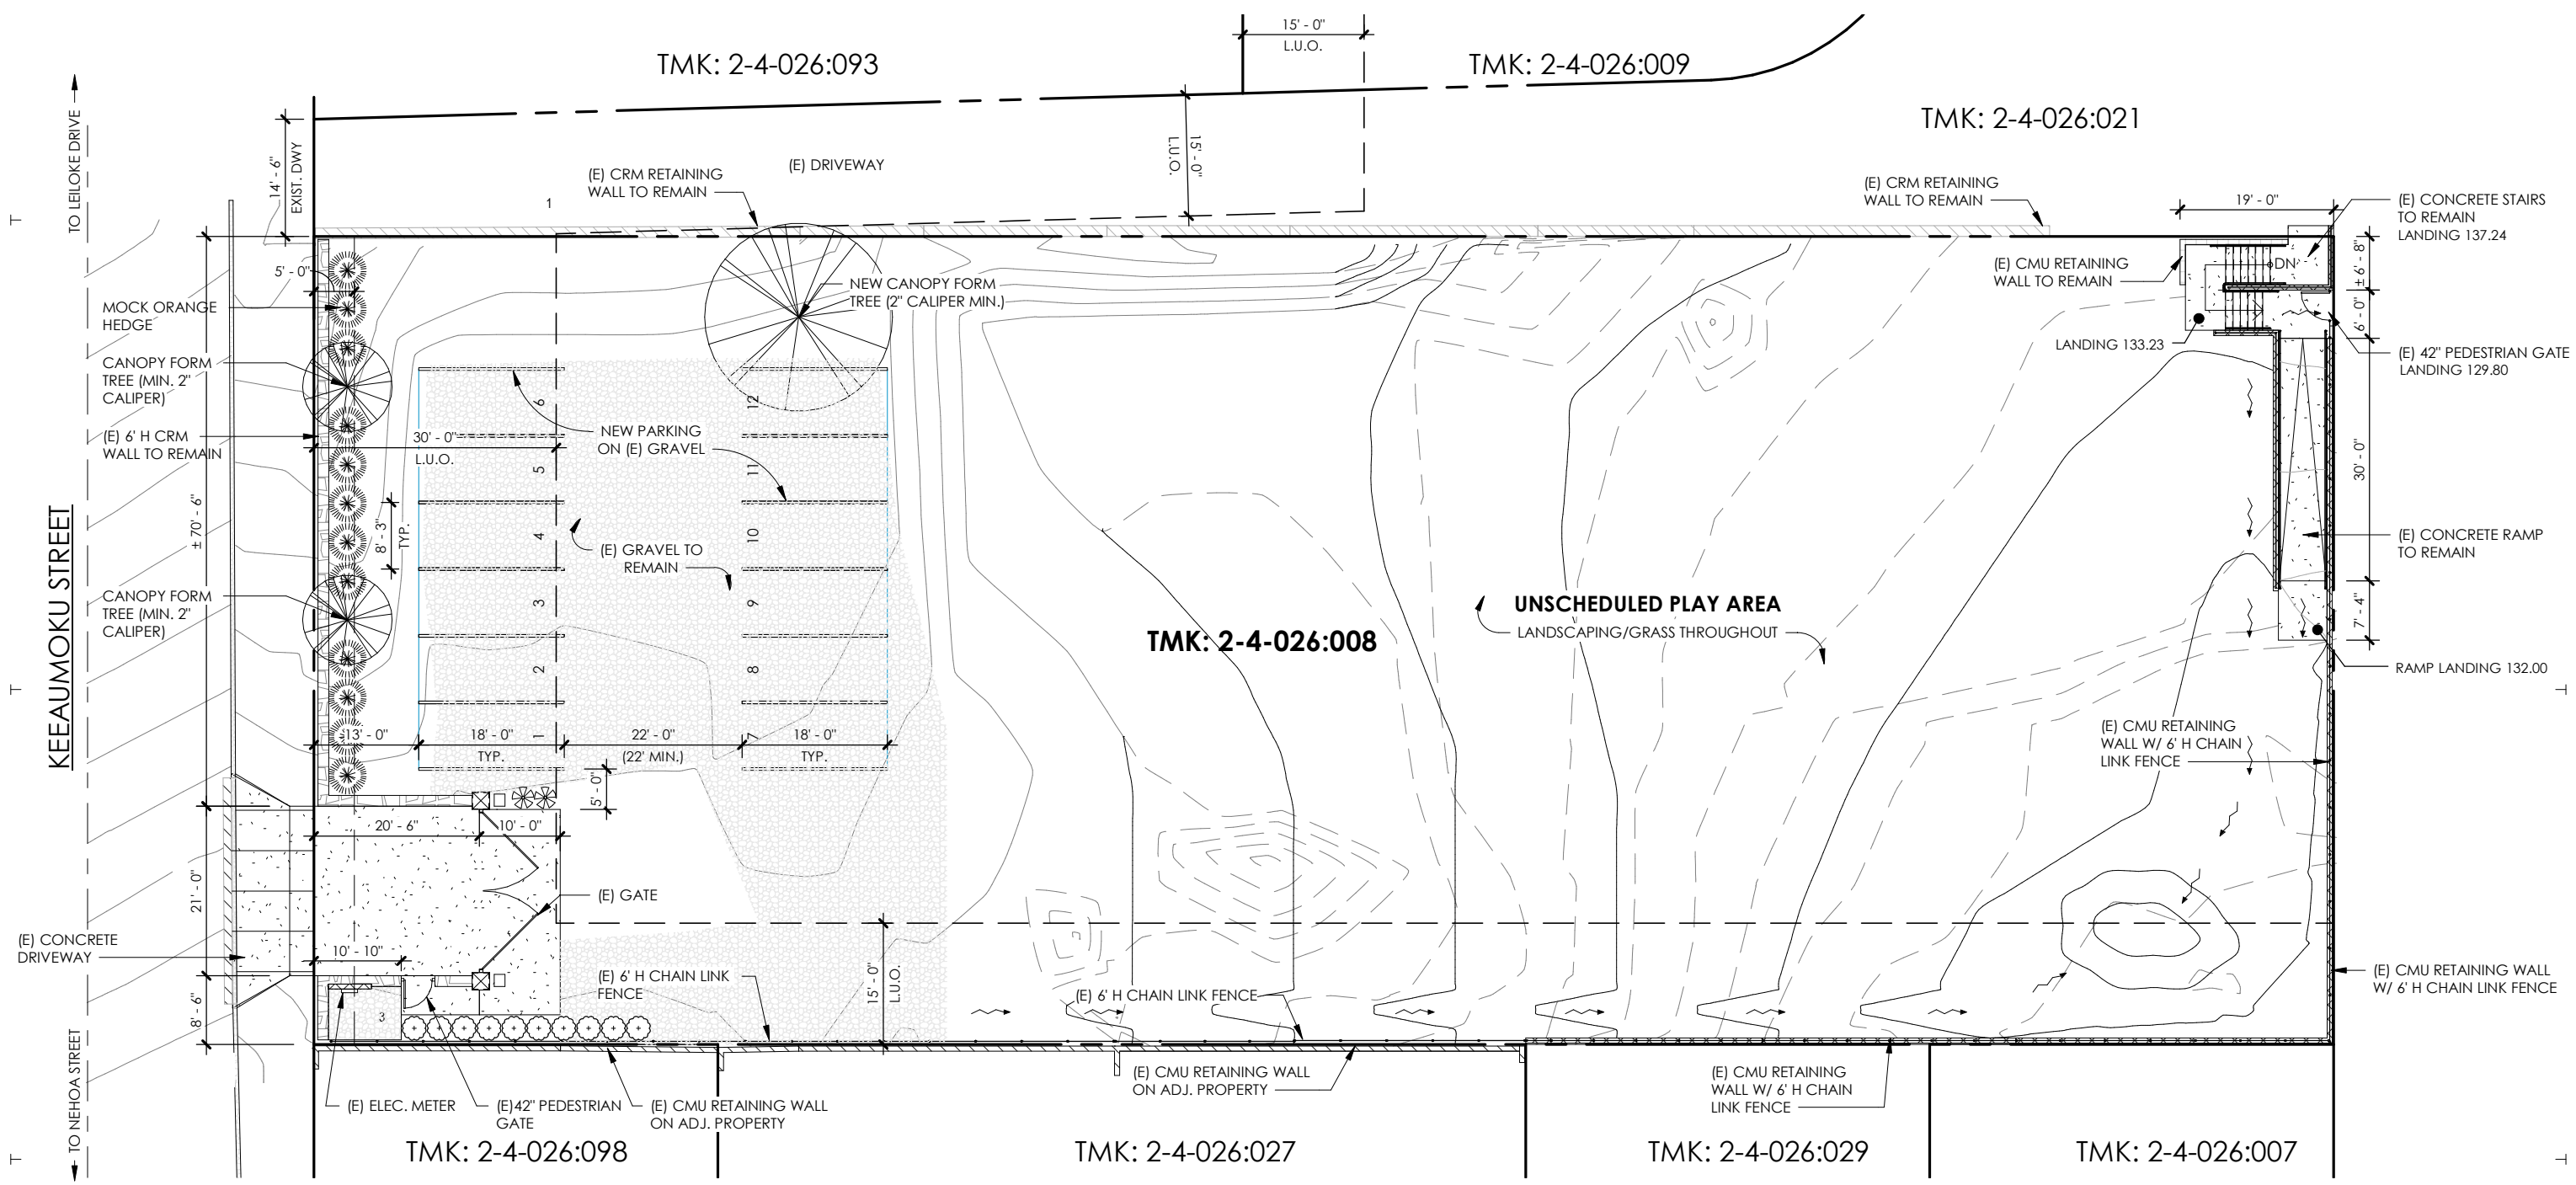 15' - 0"
L.U.O.
TMK: 2-4-026:093
TMK: 2-4-026:009
TMK: 2-4-026:021
TO LEILOKE DRIVE
14' - 6"
EXIST. DWY
(E) DRIVEWAY
15' - 0"
L.U.O.
(E) CRM RETAINING
WALL TO REMAIN
1
(E) CRM RETAINING
WALL TO REMAIN
19' - 0"
(E) CONCRETE STAIRS
TO REMAIN
LANDING 137.24
± 6' - 8"
5' - 0"
(E) CMU RETAINING
WALL TO REMAIN
DN
MOCK ORANGE
HEDGE
NEW CANOPY FORM
TREE (2" CALIPER MIN.)
6' - 0"
LANDING 133.23
(E) 42" PEDESTRIAN GATE
LANDING 129.80
CANOPY FORM
TREE (MIN. 2"
CALIPER)
6
12
(E) 6' H CRM
WALL TO REMAIN
30' - 0"
L.U.O.
NEW PARKING
ON (E) GRAVEL
5
11
30' - 0"
KEEAUMOKU STREET
± 70' - 6"
8' - 3"
TYP.
4
10
(E) GRAVEL TO
REMAIN
(E) CONCRETE RAMP
TO REMAIN
CANOPY FORM
TREE (MIN. 2"
CALIPER)
3
9
UNSCHEDULED PLAY AREA
LANDSCAPING/GRASS THROUGHOUT
TMK: 2-4-026:008
7' - 4"
RAMP LANDING 132.00
2
8
13' - 0"
18' - 0"
TYP.
1
22' - 0"
(22' MIN.)
7
18' - 0"
TYP.
(E) CMU RETAINING
WALL W/ 6' H CHAIN
LINK FENCE
5' - 0"
20' - 6"
10' - 0"
21' - 0"
(E) GATE
(E) CONCRETE
DRIVEWAY
10' - 10"
(E) 6' H CHAIN LINK
FENCE
15' - 0"
L.U.O.
(E) 6' H CHAIN LINK FENCE
(E) CMU RETAINING WALL
W/ 6' H CHAIN LINK FENCE
8' - 6"
3
TO NEHOA STREET
(E) ELEC. METER
(E)42" PEDESTRIAN
GATE
(E) CMU RETAINING WALL
ON ADJ. PROPERTY
(E) CMU RETAINING WALL
ON ADJ. PROPERTY
(E) CMU RETAINING
WALL W/ 6' H CHAIN
LINK FENCE
TMK: 2-4-026:098
TMK: 2-4-026:027
TMK: 2-4-026:029
TMK: 2-4-026:007